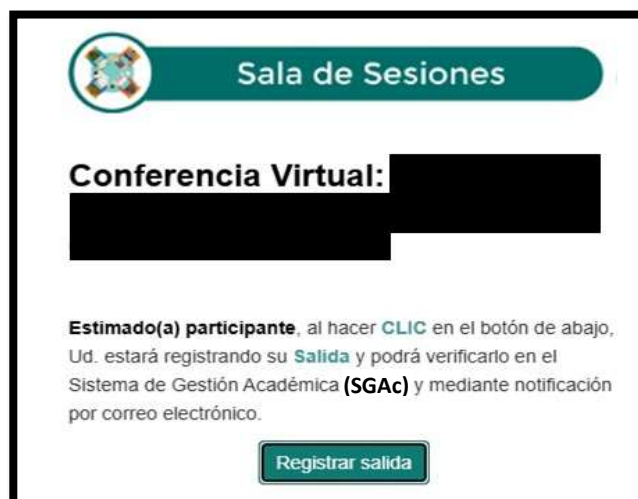 Sala de Sesiones
Conferencia Virtual:
Estimado(a) participante, al hacer CLIC en el botón de abajo,
Ud. estará registrando su Salida y podrá verificarlo en el
Sistema de Gestión Académica (SGAc) y mediante notificación
por correo electrónico.
Registrar salida